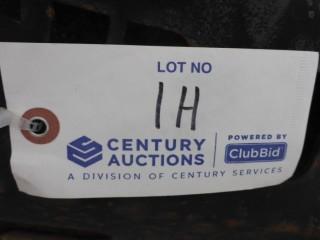 LOT NO
1H
CENTURY AUCTIONS
POWERED BY
ClubBid
A DIVISION OF CENTURY SERVICES